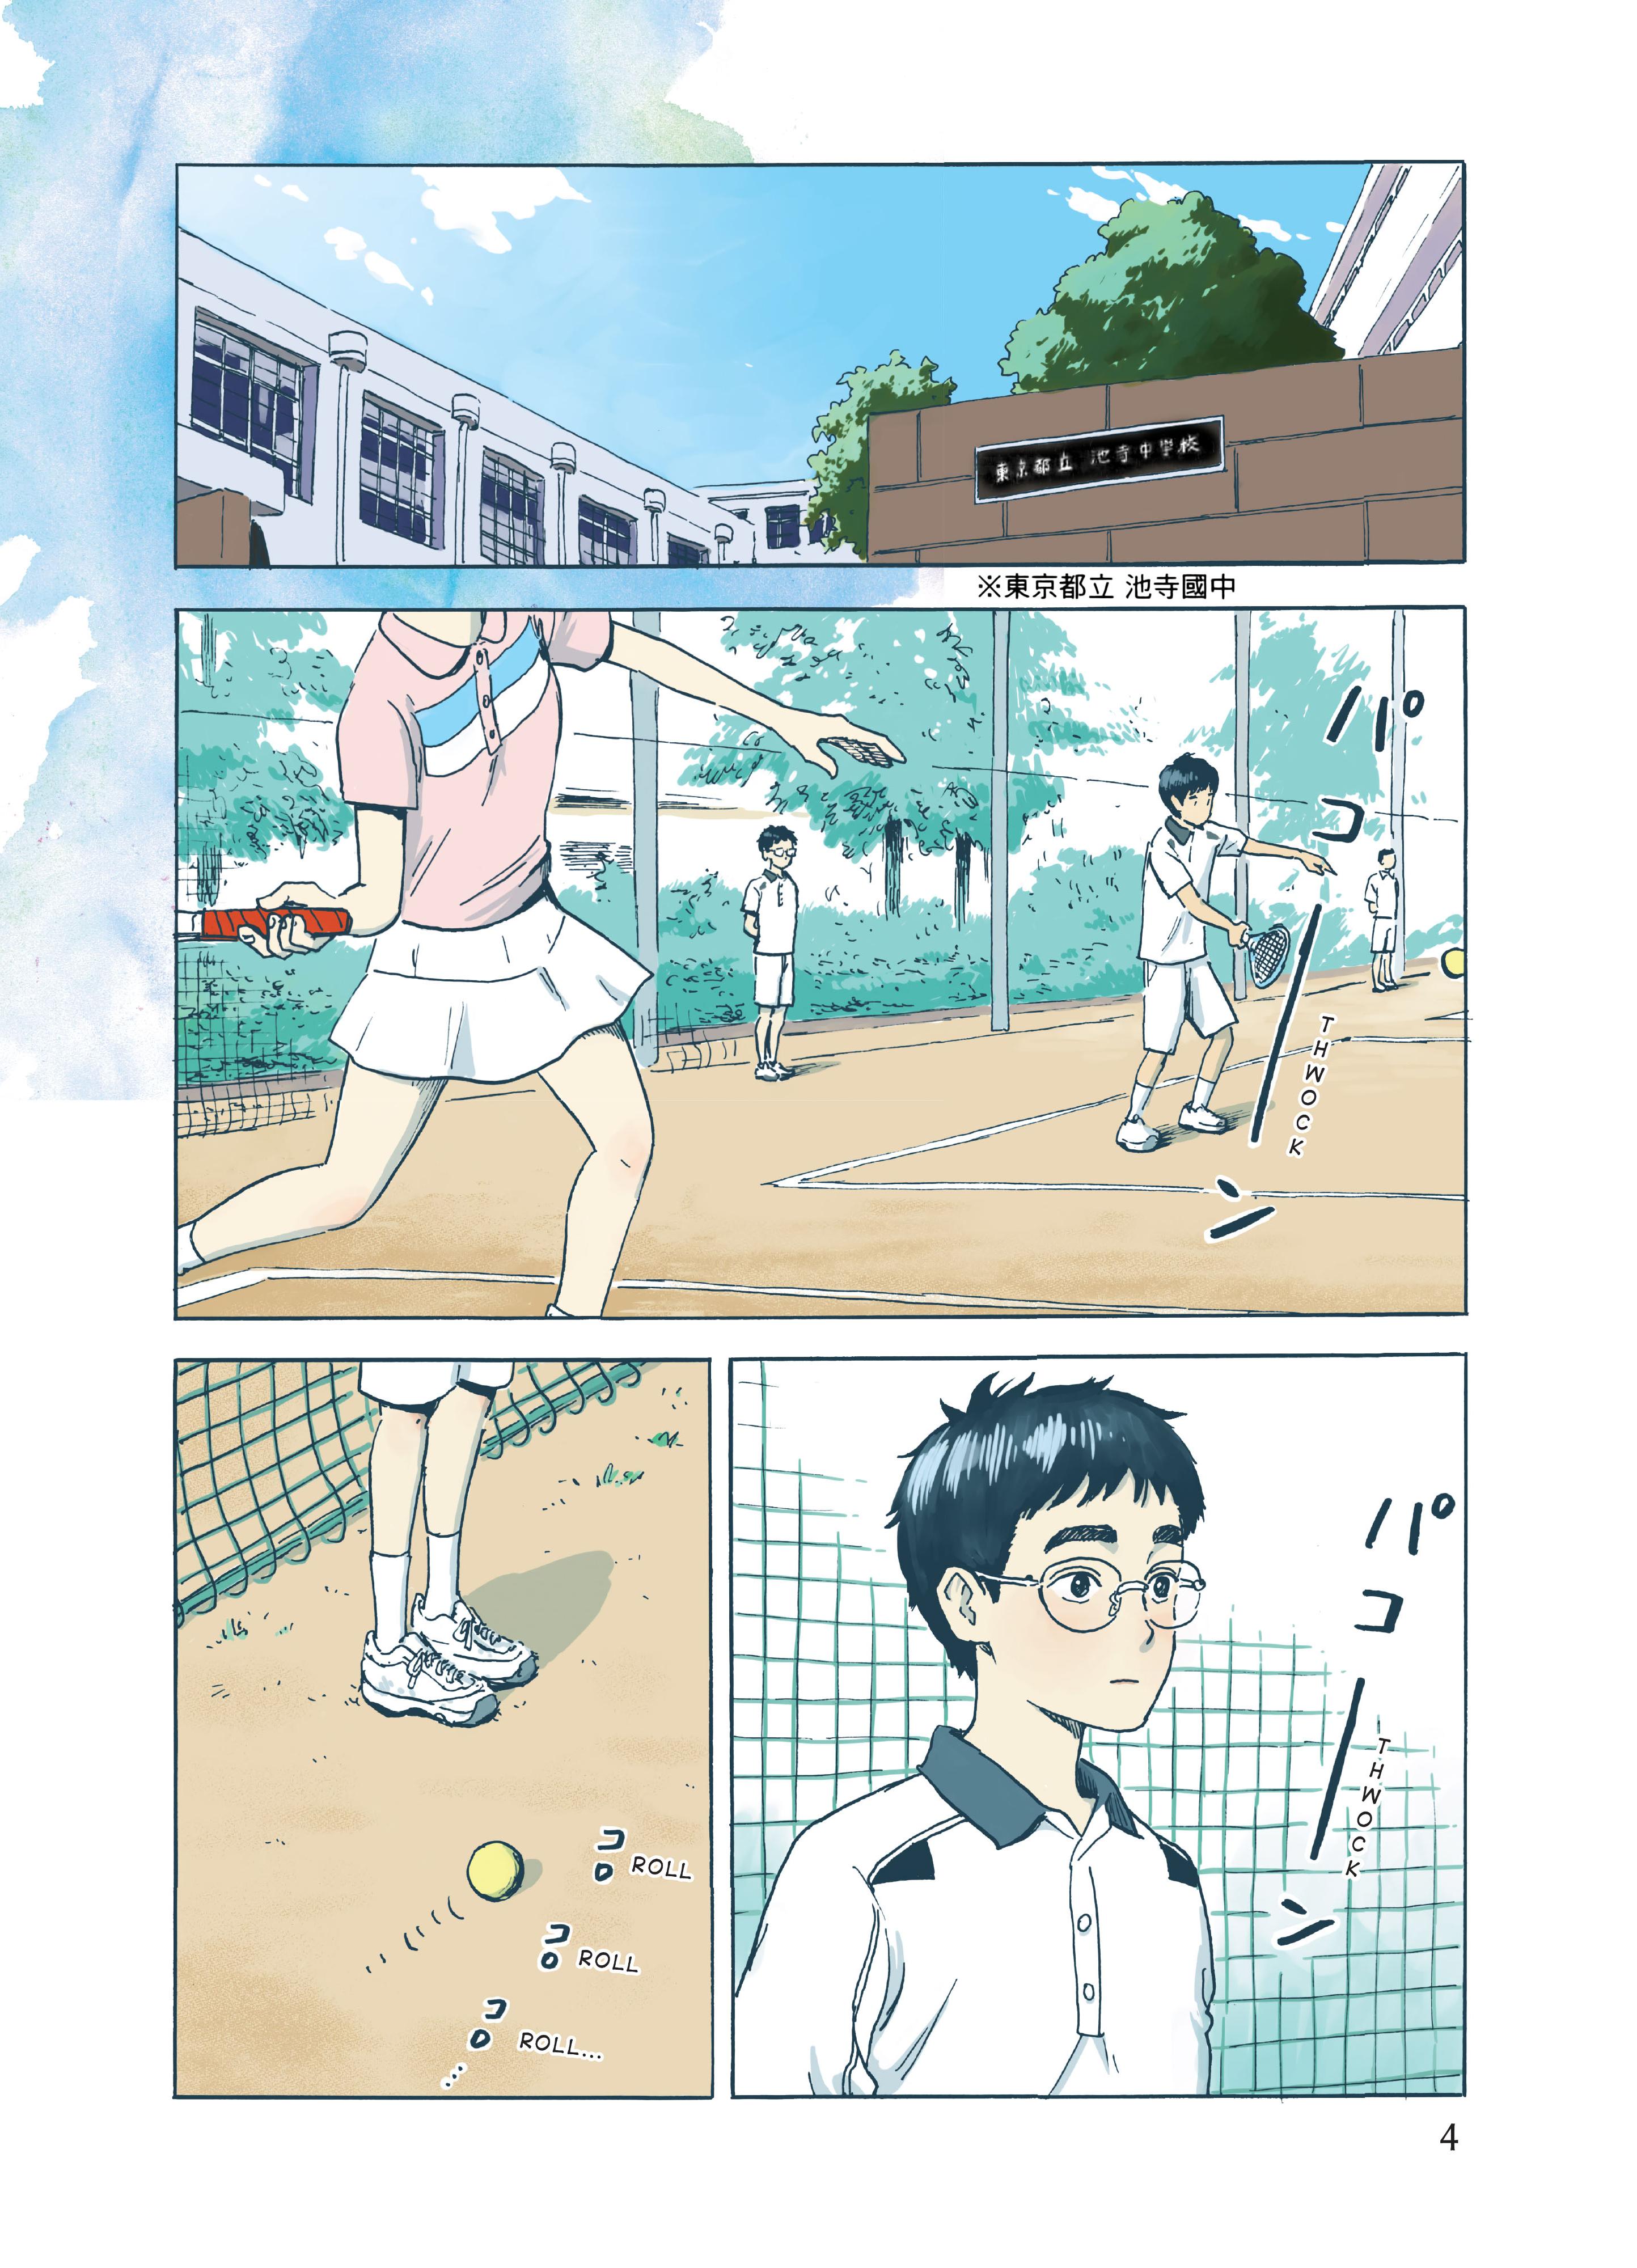 東京都立 池寺中學校
※東京都立 池寺國中
パコーン
THWOCK
パコーン
THWOCK
コロ ROLL
コロ ROLL
コロ… ROLL...
4